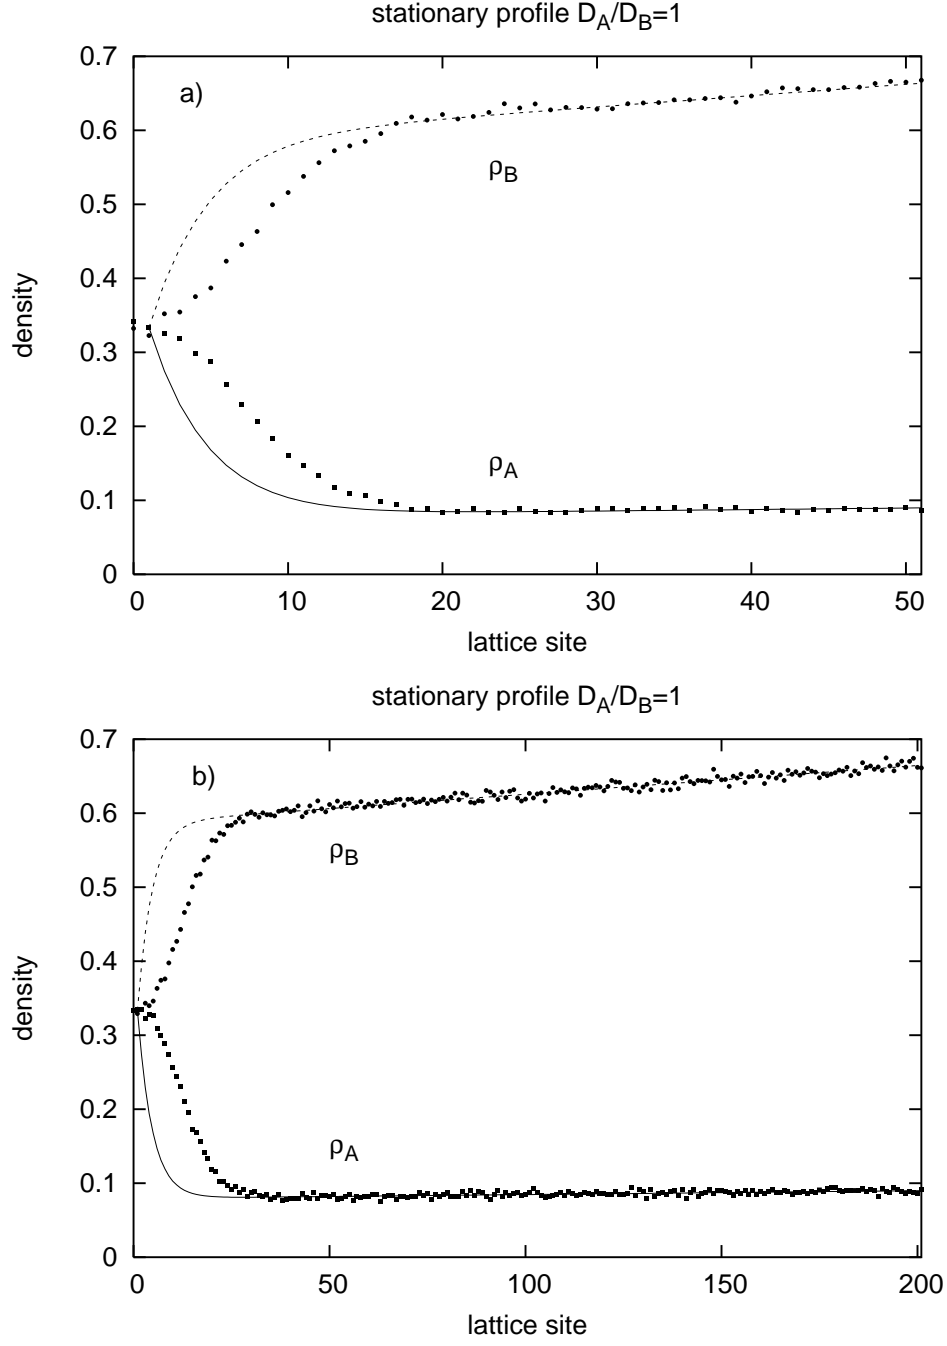 stationary profile D_A/D_B=1
0.7
a)
0.6
ρ_B
0.5
0.4
density
0.3
0.2
ρ_A
0.1
0
0 10 20 30 40 50
lattice site
stationary profile D_A/D_B=1
0.7
b)
0.6
ρ_B
0.5
0.4
density
0.3
0.2
ρ_A
0.1
0
0 50 100 150 200
lattice site